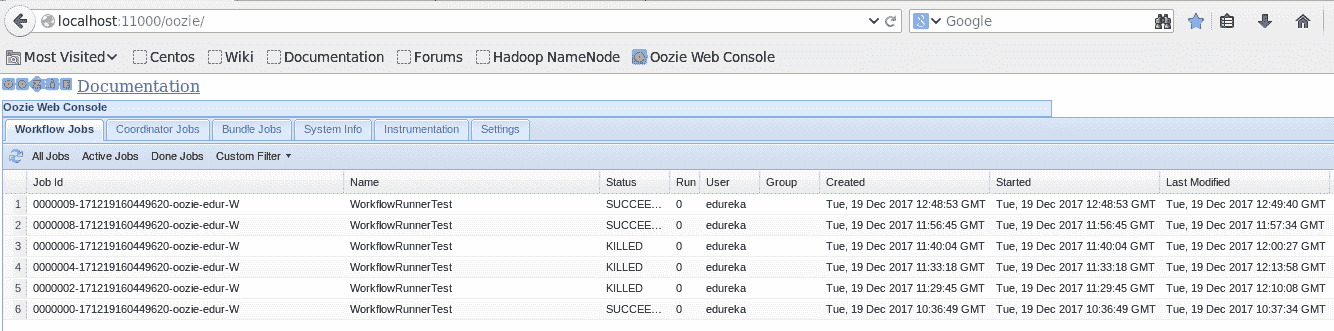 localhost:11000/oozie/ Google
Most Visited Centos Wiki Documentation Forums Hadoop NameNode Oozie Web Console
Documentation
Oozie Web Console
Workflow Jobs Coordinator Jobs Bundle Jobs System Info Instrumentation Settings
All Jobs Active Jobs Done Jobs Custom Filter
Job Id Name Status Run User Group Created Started Last Modified
1 0000009-171219160449620-oozie-edur-W WorkflowRunnerTest SUCCEE... 0 edureka Tue, 19 Dec 2017 12:48:53 GMT Tue, 19 Dec 2017 12:48:53 GMT Tue, 19 Dec 2017 12:49:40 GMT
2 0000008-171219160449620-oozie-edur-W WorkflowRunnerTest SUCCEE... 0 edureka Tue, 19 Dec 2017 11:56:45 GMT Tue, 19 Dec 2017 11:56:45 GMT Tue, 19 Dec 2017 11:57:34 GMT
3 0000006-171219160449620-oozie-edur-W WorkflowRunnerTest KILLED 0 edureka Tue, 19 Dec 2017 11:40:04 GMT Tue, 19 Dec 2017 11:40:04 GMT Tue, 19 Dec 2017 12:00:27 GMT
4 0000004-171219160449620-oozie-edur-W WorkflowRunnerTest KILLED 0 edureka Tue, 19 Dec 2017 11:33:18 GMT Tue, 19 Dec 2017 11:33:18 GMT Tue, 19 Dec 2017 12:13:58 GMT
5 0000002-171219160449620-oozie-edur-W WorkflowRunnerTest KILLED 0 edureka Tue, 19 Dec 2017 11:29:45 GMT Tue, 19 Dec 2017 11:29:45 GMT Tue, 19 Dec 2017 12:10:08 GMT
6 0000000-171219160449620-oozie-edur-W WorkflowRunnerTest SUCCEE... 0 edureka Tue, 19 Dec 2017 10:36:49 GMT Tue, 19 Dec 2017 10:36:49 GMT Tue, 19 Dec 2017 10:37:34 GMT